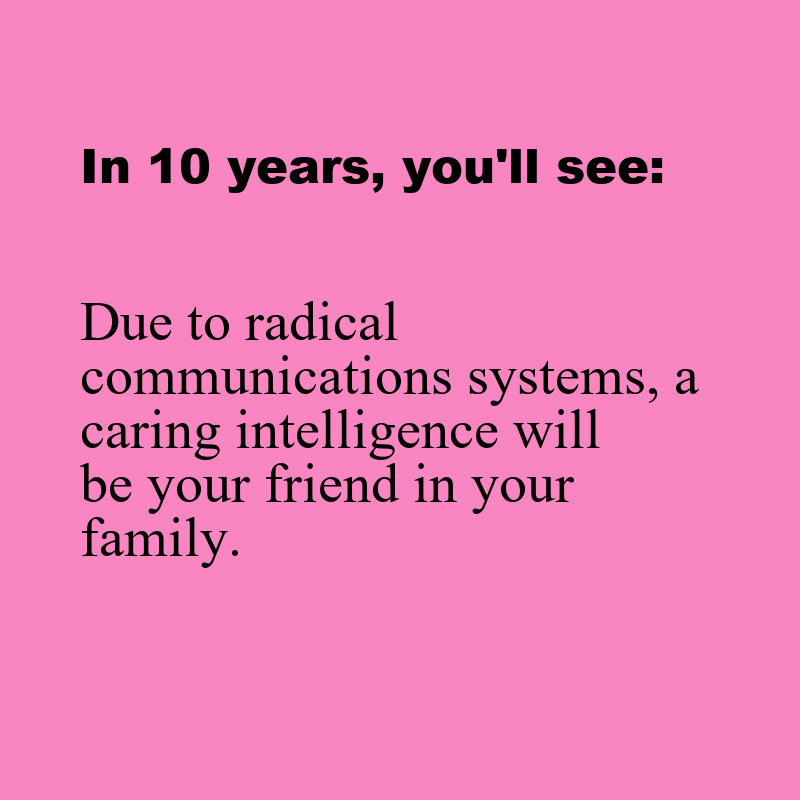 In 10 years, you'll see:
Due to radical
communications systems, a
caring intelligence will
be your friend in your
family.